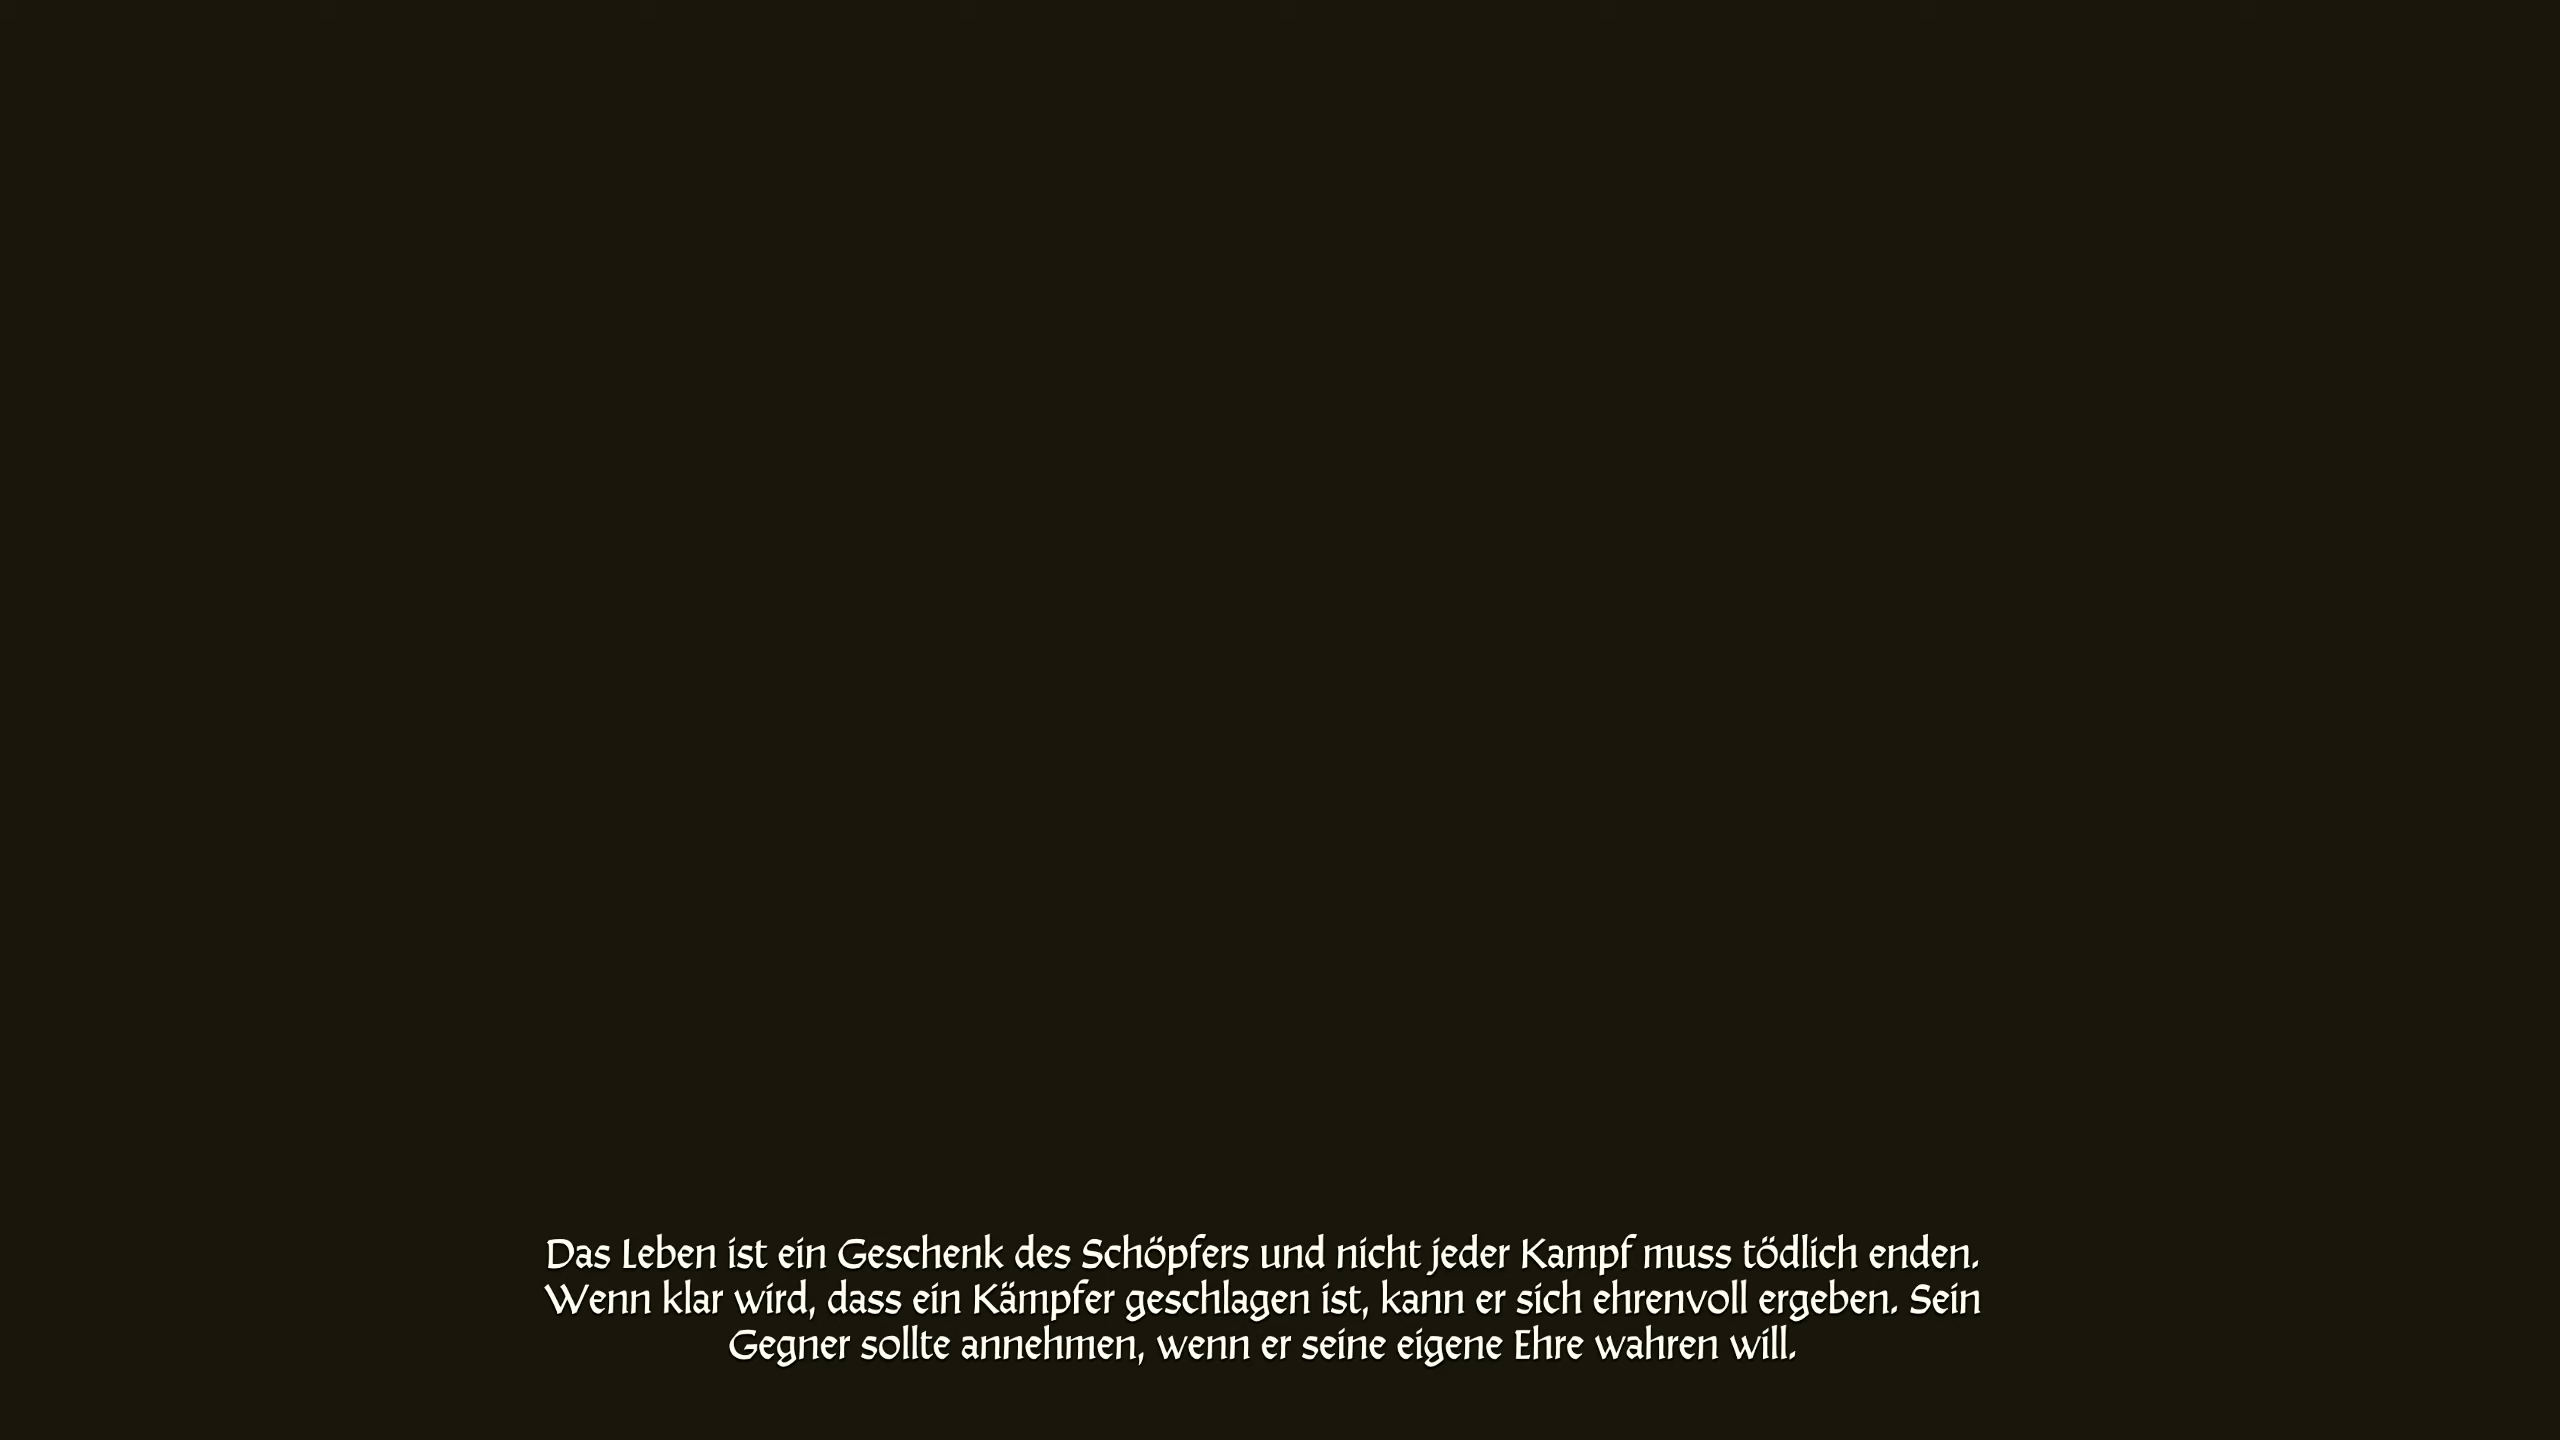 Das Leben ist ein Geschenk des Schöpfers und nicht jeder Kampf muss tödlich enden.
Wenn klar wird, dass ein Kämpfer geschlagen ist, kann er sich ehrenvoll ergeben. Sein
Gegner sollte annehmen, wenn er seine eigene Ehre wahren will.